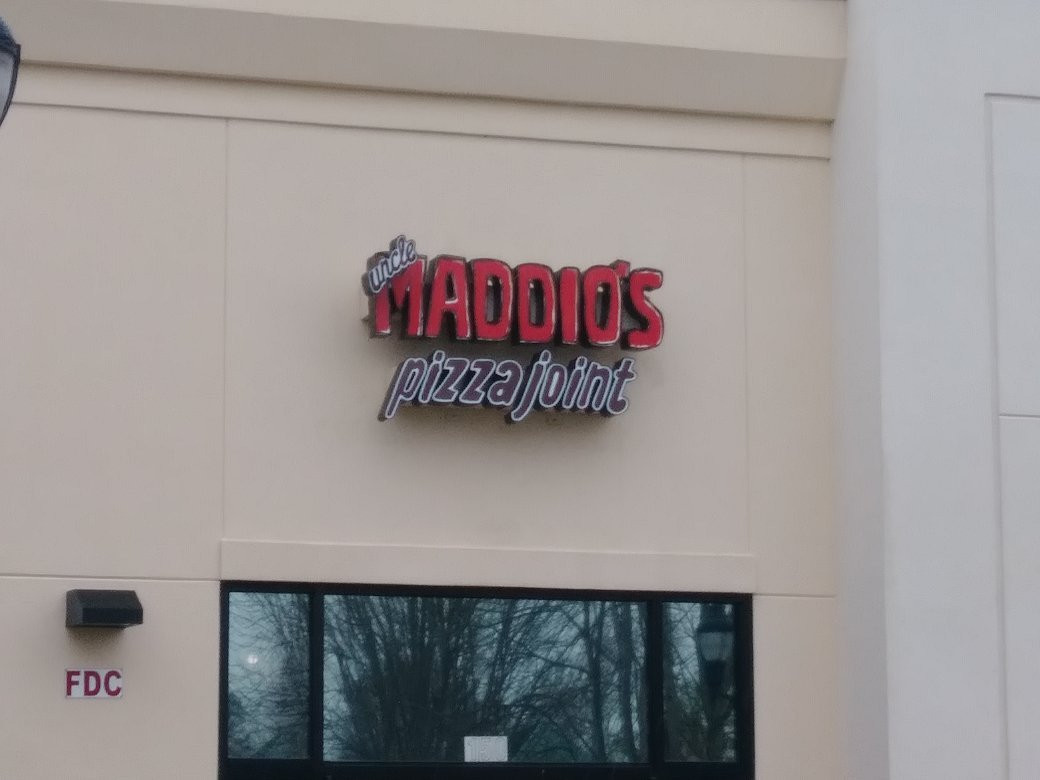 uncle
MADDIO'S
pizza joint
FDC